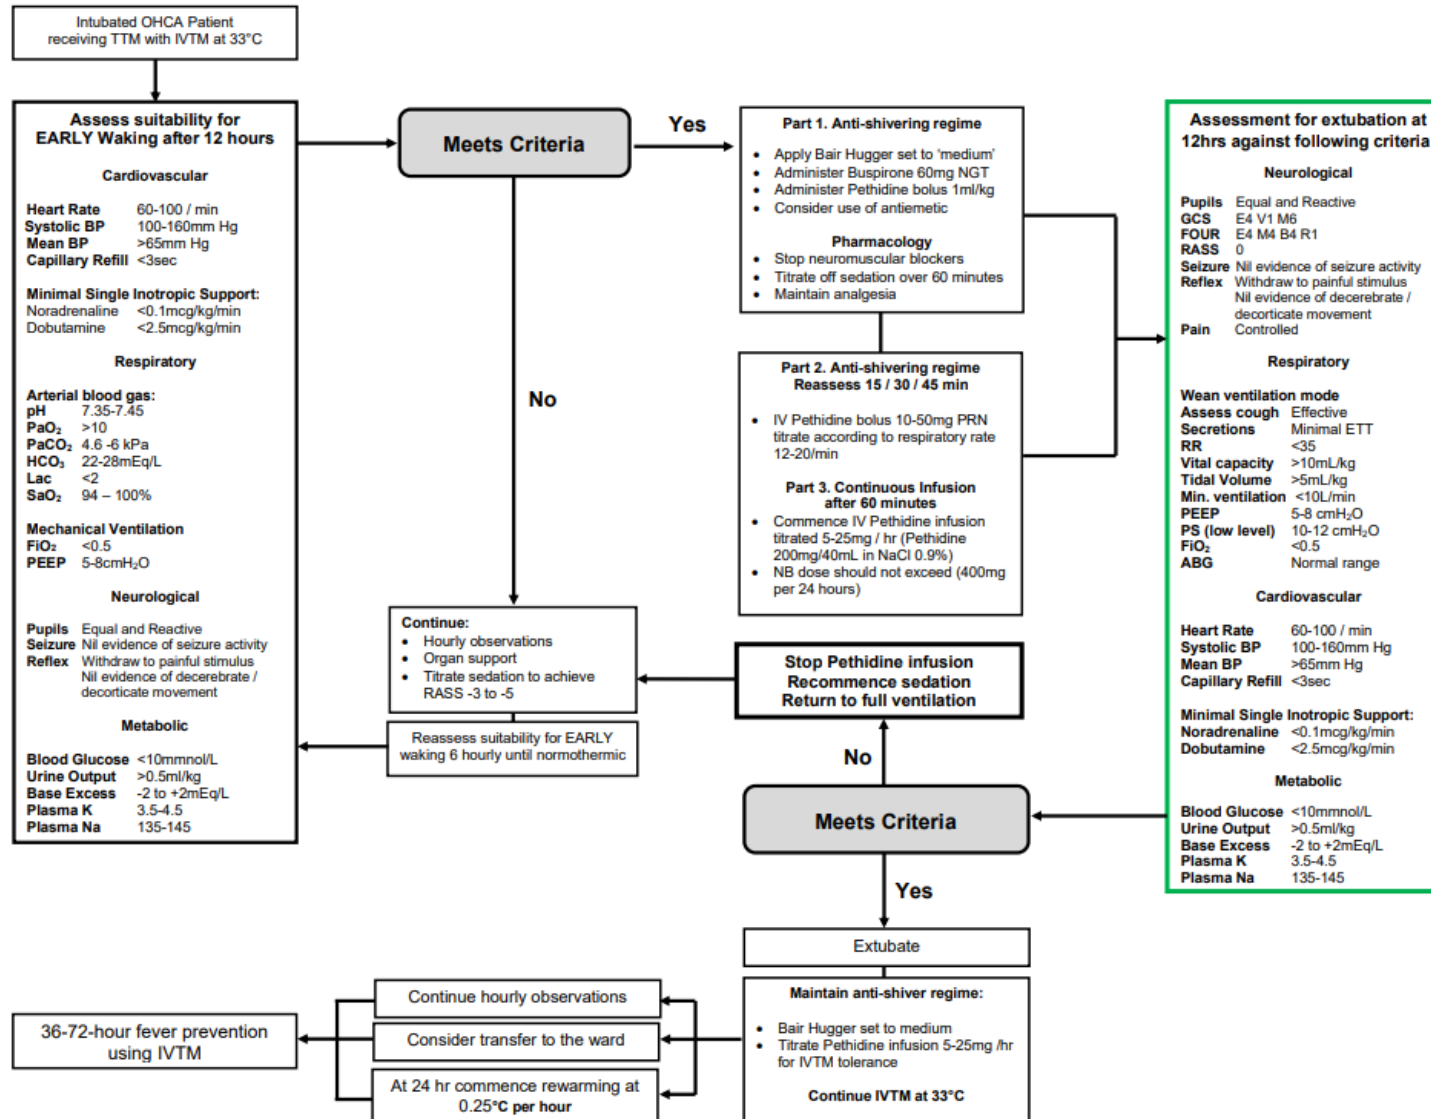 Intubated OHCA Patient
receiving TTM with IVTM at 33°C
Assess suitability for
EARLY Waking after 12 hours
Cardiovascular
Heart Rate 60-100 / min
Systolic BP 100-160mm Hg
Mean BP >65mm Hg
Capillary Refill <3sec
Minimal Single Inotropic Support:
Noradrenaline <0.1mcg/kg/min
Dobutamine <2.5mcg/kg/min
Respiratory
Arterial blood gas:
pH 7.35-7.45
PaO₂ >10
PaCO₂ 4.6 -6 kPa
HCO₃ 22-28mEq/L
Lac <2
SaO₂ 94 – 100%
Mechanical Ventilation
FiO₂ <0.5
PEEP 5-8cmH₂O
Neurological
Pupils Equal and Reactive
Seizure Nil evidence of seizure activity
Reflex Withdraw to painful stimulus
Nil evidence of decerebrate /
decorticate movement
Metabolic
Blood Glucose <10mmnol/L
Urine Output >0.5ml/kg
Base Excess -2 to +2mEq/L
Plasma K 3.5-4.5
Plasma Na 135-145
Meets Criteria
Yes
No
Part 1. Anti-shivering regime
• Apply Bair Hugger set to ‘medium’
• Administer Buspirone 60mg NGT
• Administer Pethidine bolus 1ml/kg
• Consider use of antiemetic
Pharmacology
• Stop neuromuscular blockers
• Titrate off sedation over 60 minutes
• Maintain analgesia
Part 2. Anti-shivering regime
Reassess 15 / 30 / 45 min
• IV Pethidine bolus 10-50mg PRN
titrate according to respiratory rate
12-20/min
Part 3. Continuous Infusion
after 60 minutes
• Commence IV Pethidine infusion
titrated 5-25mg / hr (Pethidine
200mg/40mL in NaCl 0.9%)
• NB dose should not exceed (400mg
per 24 hours)
Assessment for extubation at
12hrs against following criteria
Neurological
Pupils Equal and Reactive
GCS E4 V1 M6
FOUR E4 M4 B4 R1
RASS 0
Seizure Nil evidence of seizure activity
Reflex Withdraw to painful stimulus
Nil evidence of decerebrate /
decorticate movement
Pain Controlled
Respiratory
Wean ventilation mode
Assess cough Effective
Secretions Minimal ETT
RR <35
Vital capacity >10mL/kg
Tidal Volume >5mL/kg
Min. ventilation <10L/min
PEEP 5-8 cmH₂O
PS (low level) 10-12 cmH₂O
FiO₂ <0.5
ABG Normal range
Cardiovascular
Heart Rate 60-100 / min
Systolic BP 100-160mm Hg
Mean BP >65mm Hg
Capillary Refill <3sec
Minimal Single Inotropic Support:
Noradrenaline <0.1mcg/kg/min
Dobutamine <2.5mcg/kg/min
Metabolic
Blood Glucose <10mmnol/L
Urine Output >0.5ml/kg
Base Excess -2 to +2mEq/L
Plasma K 3.5-4.5
Plasma Na 135-145
Continue:
• Hourly observations
• Organ support
• Titrate sedation to achieve
RASS -3 to -5
Reassess suitability for EARLY
waking 6 hourly until normothermic
Stop Pethidine infusion
Recommence sedation
Return to full ventilation
No
Meets Criteria
Yes
Extubate
Maintain anti-shiver regime:
• Bair Hugger set to medium
• Titrate Pethidine infusion 5-25mg /hr
for IVTM tolerance
Continue IVTM at 33°C
Continue hourly observations
Consider transfer to the ward
At 24 hr commence rewarming at
0.25°C per hour
36-72-hour fever prevention
using IVTM